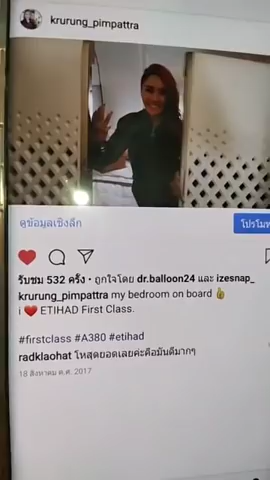 krurung_pimpattra
ดูข้อมูลเชิงลึก
โปรโมท
รับชม 532 ครั้ง • ถูกใจโดย dr.balloon24 และ izesnap_
krurung_pimpattra my bedroom on board 👍
i ❤️ ETIHAD First Class.
#firstclass #A380 #etihad
radklaohat โหสุดยอดเลยค่ะคือมันดีมากๆ
18 สิงหาคม ค.ศ. 2017